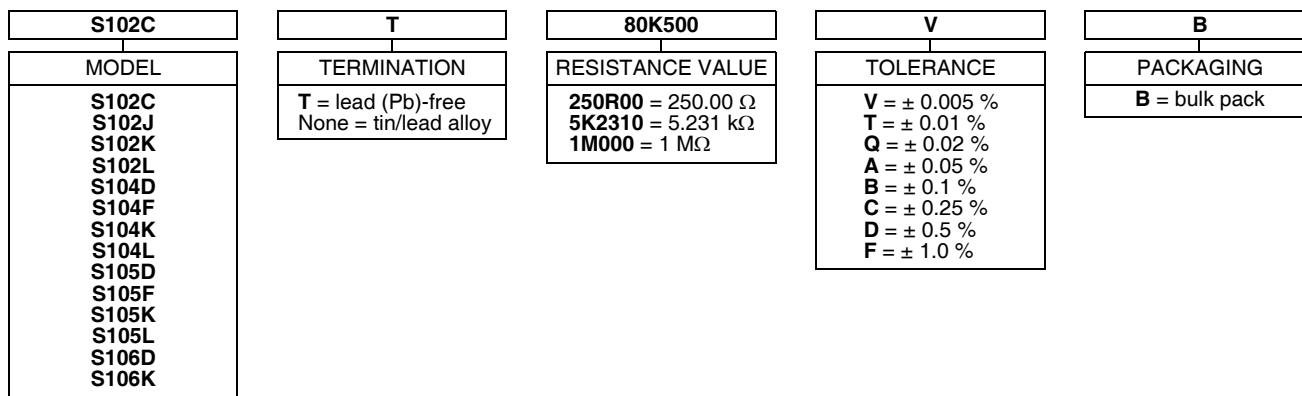 S102C
T
80K500
V
B
MODEL
S102C
S102J
S102K
S102L
S104D
S104F
S104K
S104L
S105D
S105F
S105K
S105L
S106D
S106K
TERMINATION
T = lead (Pb)-free
None = tin/lead alloy
RESISTANCE VALUE
250R00 = 250.00 Ω
5K2310 = 5.231 kΩ
1M000 = 1 MΩ
TOLERANCE
V = ± 0.005 %
T = ± 0.01 %
Q = ± 0.02 %
A = ± 0.05 %
B = ± 0.1 %
C = ± 0.25 %
D = ± 0.5 %
F = ± 1.0 %
PACKAGING
B = bulk pack